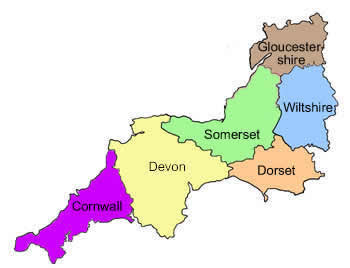 Gloucester
shire
Wiltshire
Somerset
Devon
Dorset
Cornwall